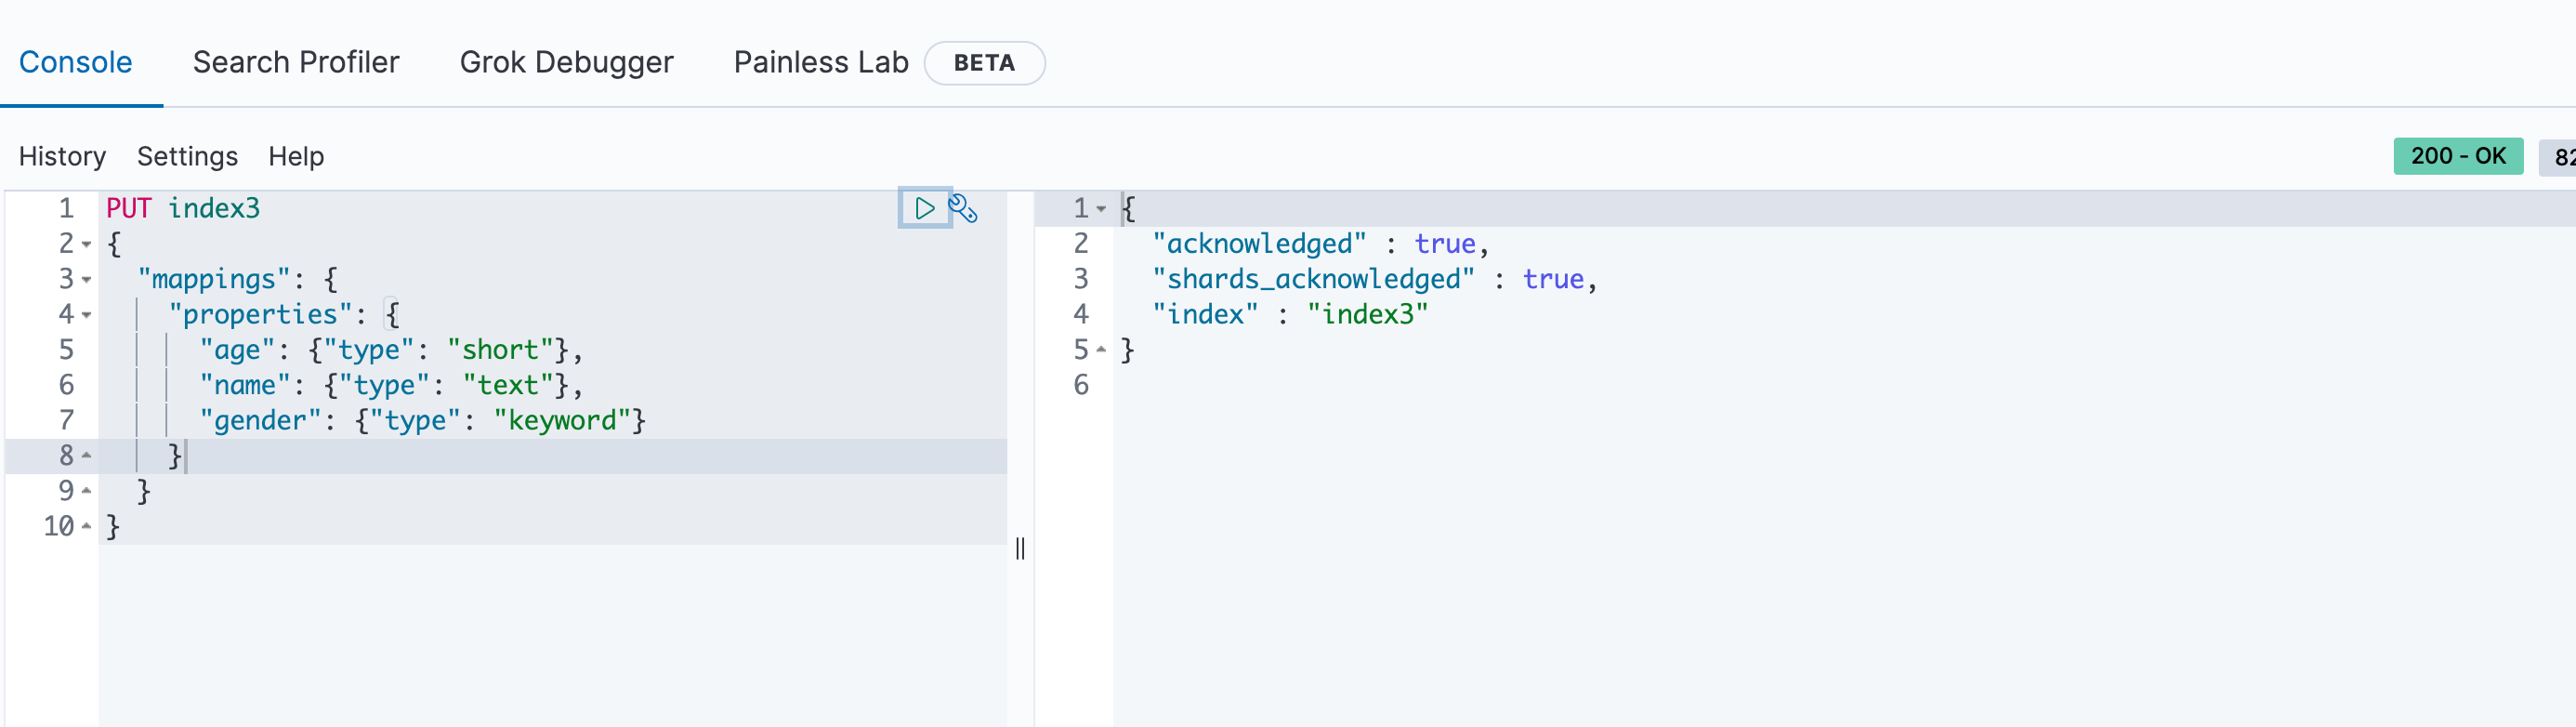 Console Search Profiler Grok Debugger Painless Lab BETA
History Settings Help 200 - OK 82
1 PUT index3
2 {
3 "mappings": {
4 "properties": {
5 "age": {"type": "short"},
6 "name": {"type": "text"},
7 "gender": {"type": "keyword"}
8 }
9 }
10 }
1 {
2 "acknowledged" : true,
3 "shards_acknowledged" : true,
4 "index" : "index3"
5 }
6